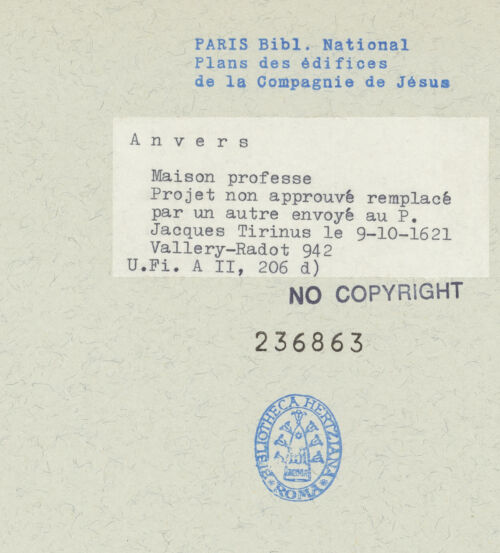 PARIS Bibl. National
Plans des édifices
de la Compagnie de Jésus
A n v e r s
Maison professe
Projet non approuvé remplacé
par un autre envoyé au P.
Jacques Tirinus le 9-10-1621
Vallery-Radot 942
U.Fi. A II, 206 d)
NO COPYRIGHT
236863
BIBLIOTHECA HERTZIANA
ROMA